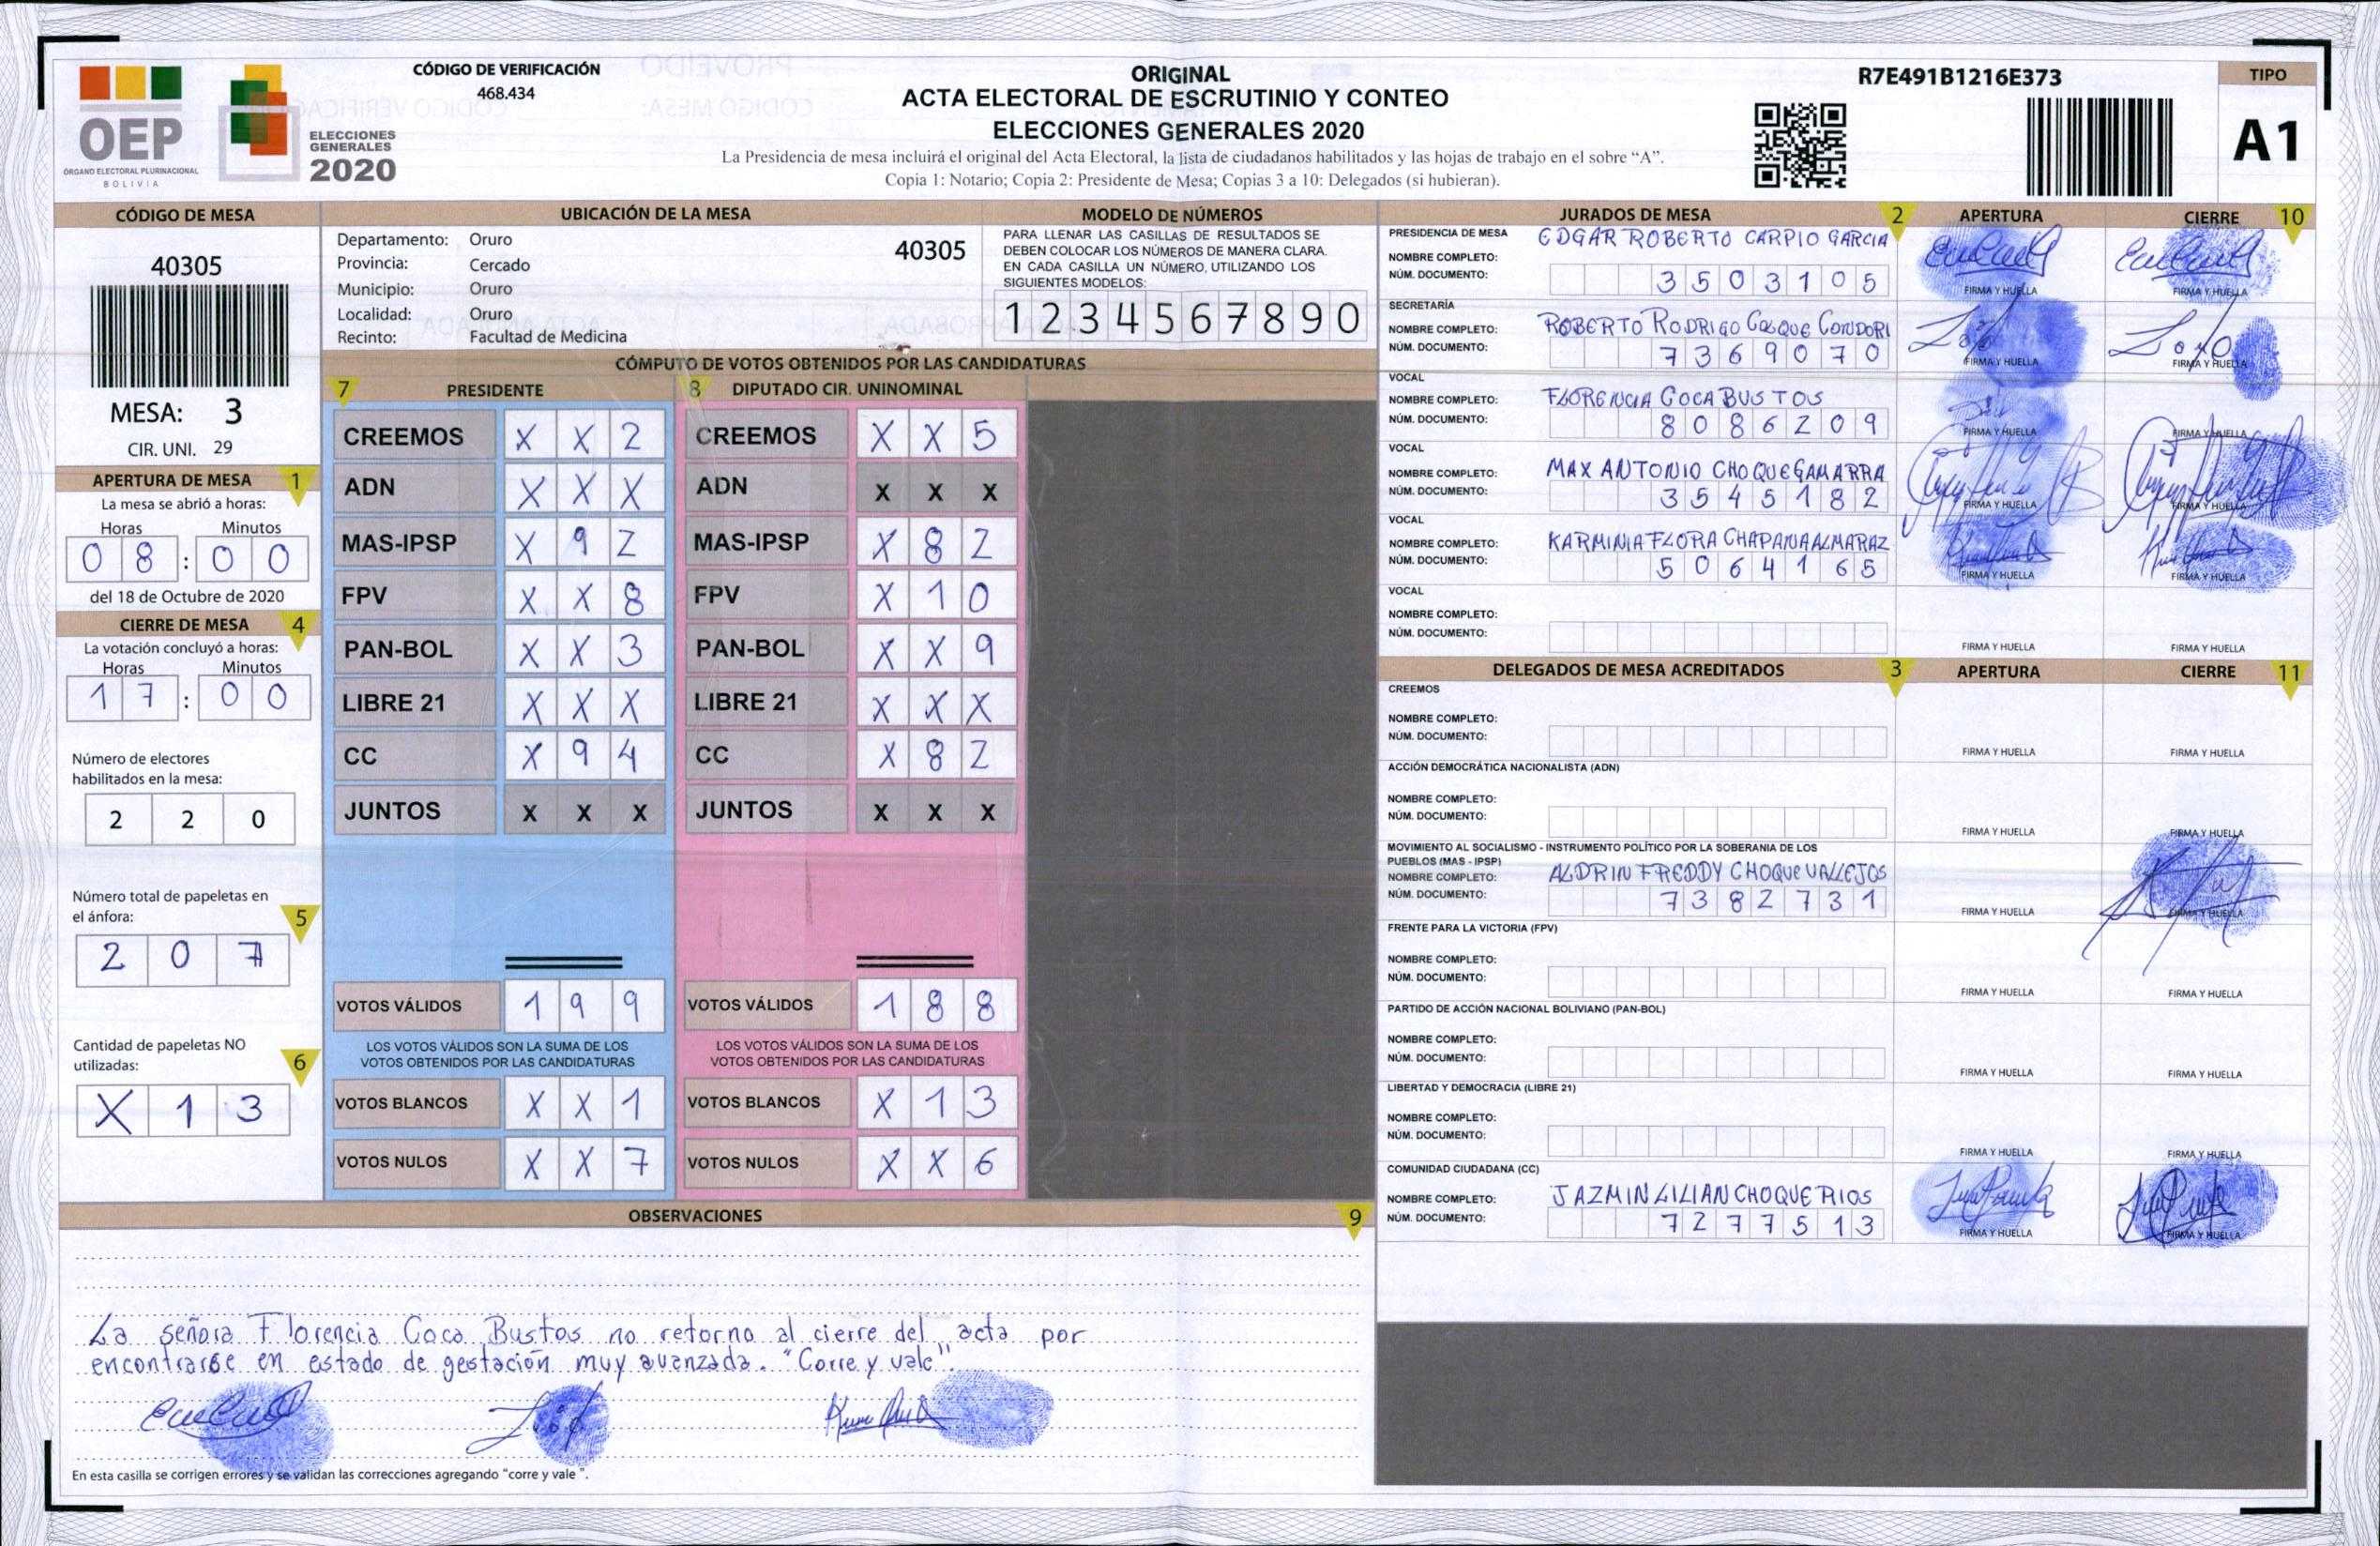 OEP
ÓRGANO ELECTORAL PLURINACIONAL
BOLIVIA
ELECCIONES
GENERALES
2020
CÓDIGO DE VERIFICACIÓN
468.434
ORIGINAL
ACTA ELECTORAL DE ESCRUTINIO Y CONTEO
ELECCIONES GENERALES 2020
La Presidencia de mesa incluirá el original del Acta Electoral, la lista de ciudadanos habilitados y las hojas de trabajo en el sobre “A”.
Copia 1: Notario; Copia 2: Presidente de Mesa; Copias 3 a 10: Delegados (si hubieran).
R7E491B1216E373
TIPO
A1
CÓDIGO DE MESA
40305
MESA: 3
CIR. UNI. 29
APERTURA DE MESA 1
La mesa se abrió a horas:
Horas Minutos
0 8 : 0 0
del 18 de Octubre de 2020
CIERRE DE MESA 4
La votación concluyó a horas:
Horas Minutos
1 7 : 0 0
Número de electores
habilitados en la mesa:
2 2 0
Número total de papeletas en
el ánfora: 5
2 0 7
Cantidad de papeletas NO
utilizadas: 6
X 1 3
UBICACIÓN DE LA MESA
Departamento: Oruro
40305
Provincia: Cercado
Municipio: Oruro
Localidad: Oruro
Recinto: Facultad de Medicina
MODELO DE NÚMEROS
PARA LLENAR LAS CASILLAS DE RESULTADOS SE
DEBEN COLOCAR LOS NÚMEROS DE MANERA CLARA.
EN CADA CASILLA UN NÚMERO, UTILIZANDO LOS
SIGUIENTES MODELOS:
1 2 3 4 5 6 7 8 9 0
CÓMPUTO DE VOTOS OBTENIDOS POR LAS CANDIDATURAS
7 PRESIDENTE
CREEMOS X X 2
ADN X X X
MAS-IPSP X 9 2
FPV X X 8
PAN-BOL X X 3
LIBRE 21 X X X
CC X 9 4
JUNTOS X X X
VOTOS VÁLIDOS 1 9 9
LOS VOTOS VÁLIDOS SON LA SUMA DE LOS
VOTOS OBTENIDOS POR LAS CANDIDATURAS
VOTOS BLANCOS X X 1
VOTOS NULOS X X 7
8 DIPUTADO CIR. UNINOMINAL
CREEMOS X X 5
ADN X X X
MAS-IPSP X 8 2
FPV X 1 0
PAN-BOL X X 9
LIBRE 21 X X X
CC X 8 2
JUNTOS X X X
VOTOS VÁLIDOS 1 8 8
LOS VOTOS VÁLIDOS SON LA SUMA DE LOS
VOTOS OBTENIDOS POR LAS CANDIDATURAS
VOTOS BLANCOS X 1 3
VOTOS NULOS X X 6
OBSERVACIONES 9
La señora Florencia Coca Bustos no retorno al cierre del acta por
encontrarse en estado de gestación muy avanzada. "Corre y vale".
En esta casilla se corrigen errores y se validan las correcciones agregando “corre y vale ”.
JURADOS DE MESA 2 APERTURA CIERRE 10
PRESIDENCIA DE MESA
NOMBRE COMPLETO: EDGAR ROBERTO CARPIO GARCIA
NÚM. DOCUMENTO: 3 5 0 3 1 0 5
FIRMA Y HUELLA FIRMA Y HUELLA
SECRETARÍA
NOMBRE COMPLETO: ROBERTO RODRIGO COLQUE CONDORI
NÚM. DOCUMENTO: 7 3 6 9 0 7 0
FIRMA Y HUELLA FIRMA Y HUELLA
VOCAL
NOMBRE COMPLETO: FLORENCIA COCA BUSTOS
NÚM. DOCUMENTO: 8 0 8 6 2 0 9
FIRMA Y HUELLA FIRMA Y HUELLA
VOCAL
NOMBRE COMPLETO: MAX ANTONIO CHOQUE GAMARRA
NÚM. DOCUMENTO: 3 5 4 5 1 8 2
FIRMA Y HUELLA FIRMA Y HUELLA
VOCAL
NOMBRE COMPLETO: KARMINIA FLORA CHAPANA ALMARAZ
NÚM. DOCUMENTO: 5 0 6 4 1 6 5
FIRMA Y HUELLA FIRMA Y HUELLA
VOCAL
NOMBRE COMPLETO:
NÚM. DOCUMENTO:
FIRMA Y HUELLA FIRMA Y HUELLA
DELEGADOS DE MESA ACREDITADOS 3 APERTURA CIERRE 11
CREEMOS
NOMBRE COMPLETO:
NÚM. DOCUMENTO:
FIRMA Y HUELLA FIRMA Y HUELLA
ACCIÓN DEMOCRÁTICA NACIONALISTA (ADN)
NOMBRE COMPLETO:
NÚM. DOCUMENTO:
FIRMA Y HUELLA FIRMA Y HUELLA
MOVIMIENTO AL SOCIALISMO - INSTRUMENTO POLÍTICO POR LA SOBERANIA DE LOS
PUEBLOS (MAS - IPSP)
NOMBRE COMPLETO: ALDRIN FREDDY CHOQUE VALLEJOS
NÚM. DOCUMENTO: 7 3 8 2 7 3 1
FIRMA Y HUELLA FIRMA Y HUELLA
FRENTE PARA LA VICTORIA (FPV)
NOMBRE COMPLETO:
NÚM. DOCUMENTO:
FIRMA Y HUELLA FIRMA Y HUELLA
PARTIDO DE ACCIÓN NACIONAL BOLIVIANO (PAN-BOL)
NOMBRE COMPLETO:
NÚM. DOCUMENTO:
FIRMA Y HUELLA FIRMA Y HUELLA
LIBERTAD Y DEMOCRACIA (LIBRE 21)
NOMBRE COMPLETO:
NÚM. DOCUMENTO:
FIRMA Y HUELLA FIRMA Y HUELLA
COMUNIDAD CIUDADANA (CC)
NOMBRE COMPLETO: JAZMIN LILIAN CHOQUE RIOS
NÚM. DOCUMENTO: 7 2 7 7 5 1 3
FIRMA Y HUELLA FIRMA Y HUELLA